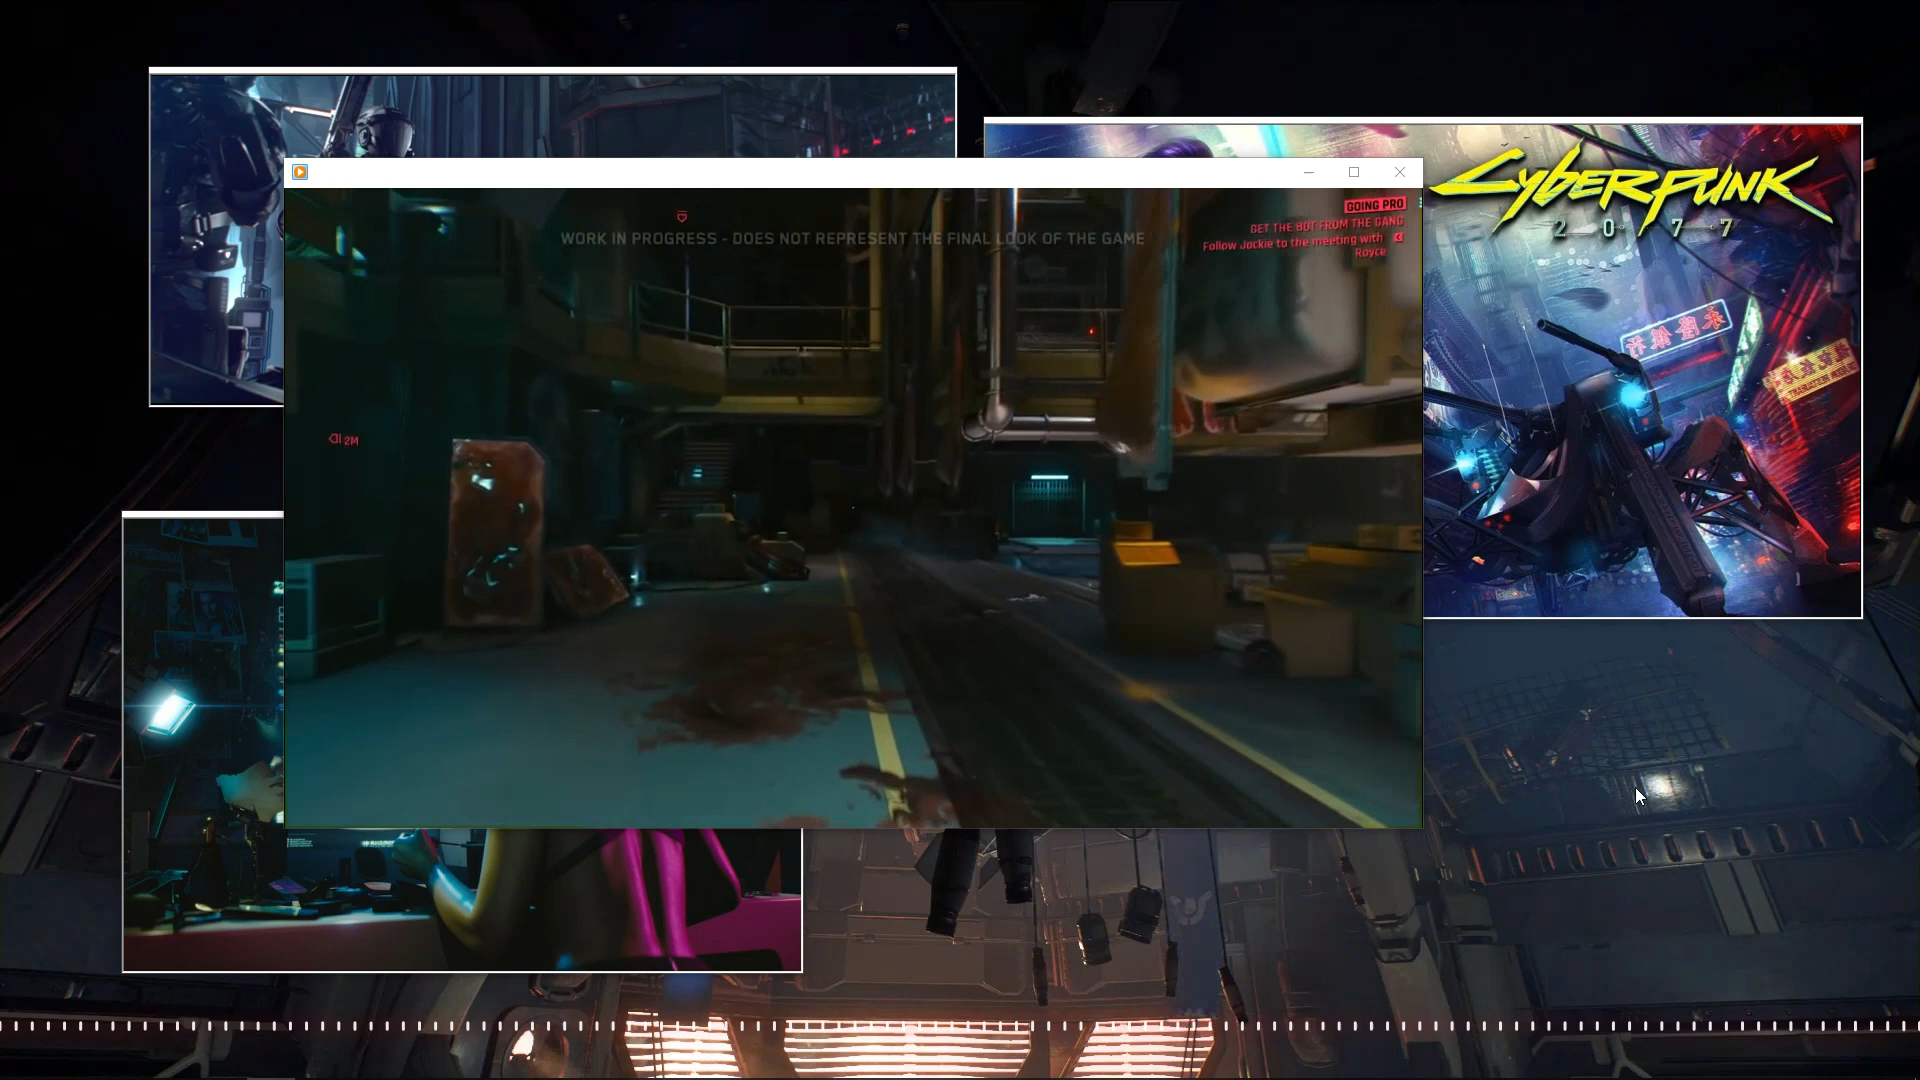 GOING PRO
GET THE BOT FROM THE GANG
Follow Jackie to the meeting with
Royce
WORK IN PROGRESS - DOES NOT REPRESENT THE FINAL LOOK OF THE GAME
CYBERPUNK
2077
2M